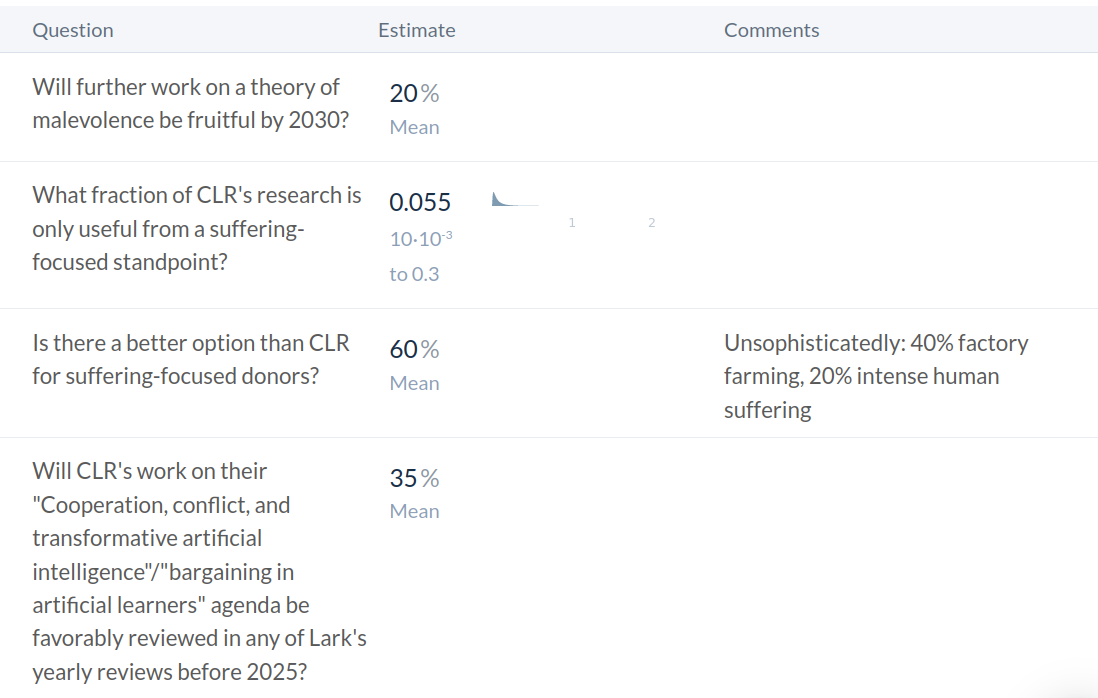 Question Estimate Comments
Will further work on a theory of
malevolence be fruitful by 2030?
20%
Mean
What fraction of CLR's research is
only useful from a suffering-
focused standpoint?
0.055
10·10⁻³
to 0.3
1 2
Is there a better option than CLR
for suffering-focused donors?
60%
Mean
Unsophisticatedly: 40% factory
farming, 20% intense human
suffering
Will CLR's work on their
"Cooperation, conflict, and
transformative artificial
intelligence"/"bargaining in
artificial learners" agenda be
favorably reviewed in any of Lark's
yearly reviews before 2025?
35%
Mean